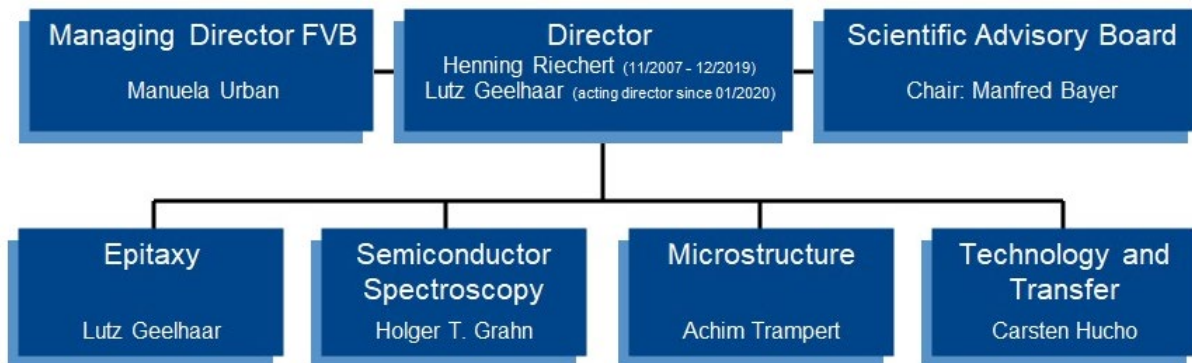 Managing Director FVB
Manuela Urban
Director
Henning Riechert (11/2007 - 12/2019)
Lutz Geelhaar (acting director since 01/2020)
Scientific Advisory Board
Chair: Manfred Bayer
Epitaxy
Lutz Geelhaar
Semiconductor
Spectroscopy
Holger T. Grahn
Microstructure
Achim Trampert
Technology and
Transfer
Carsten Hucho